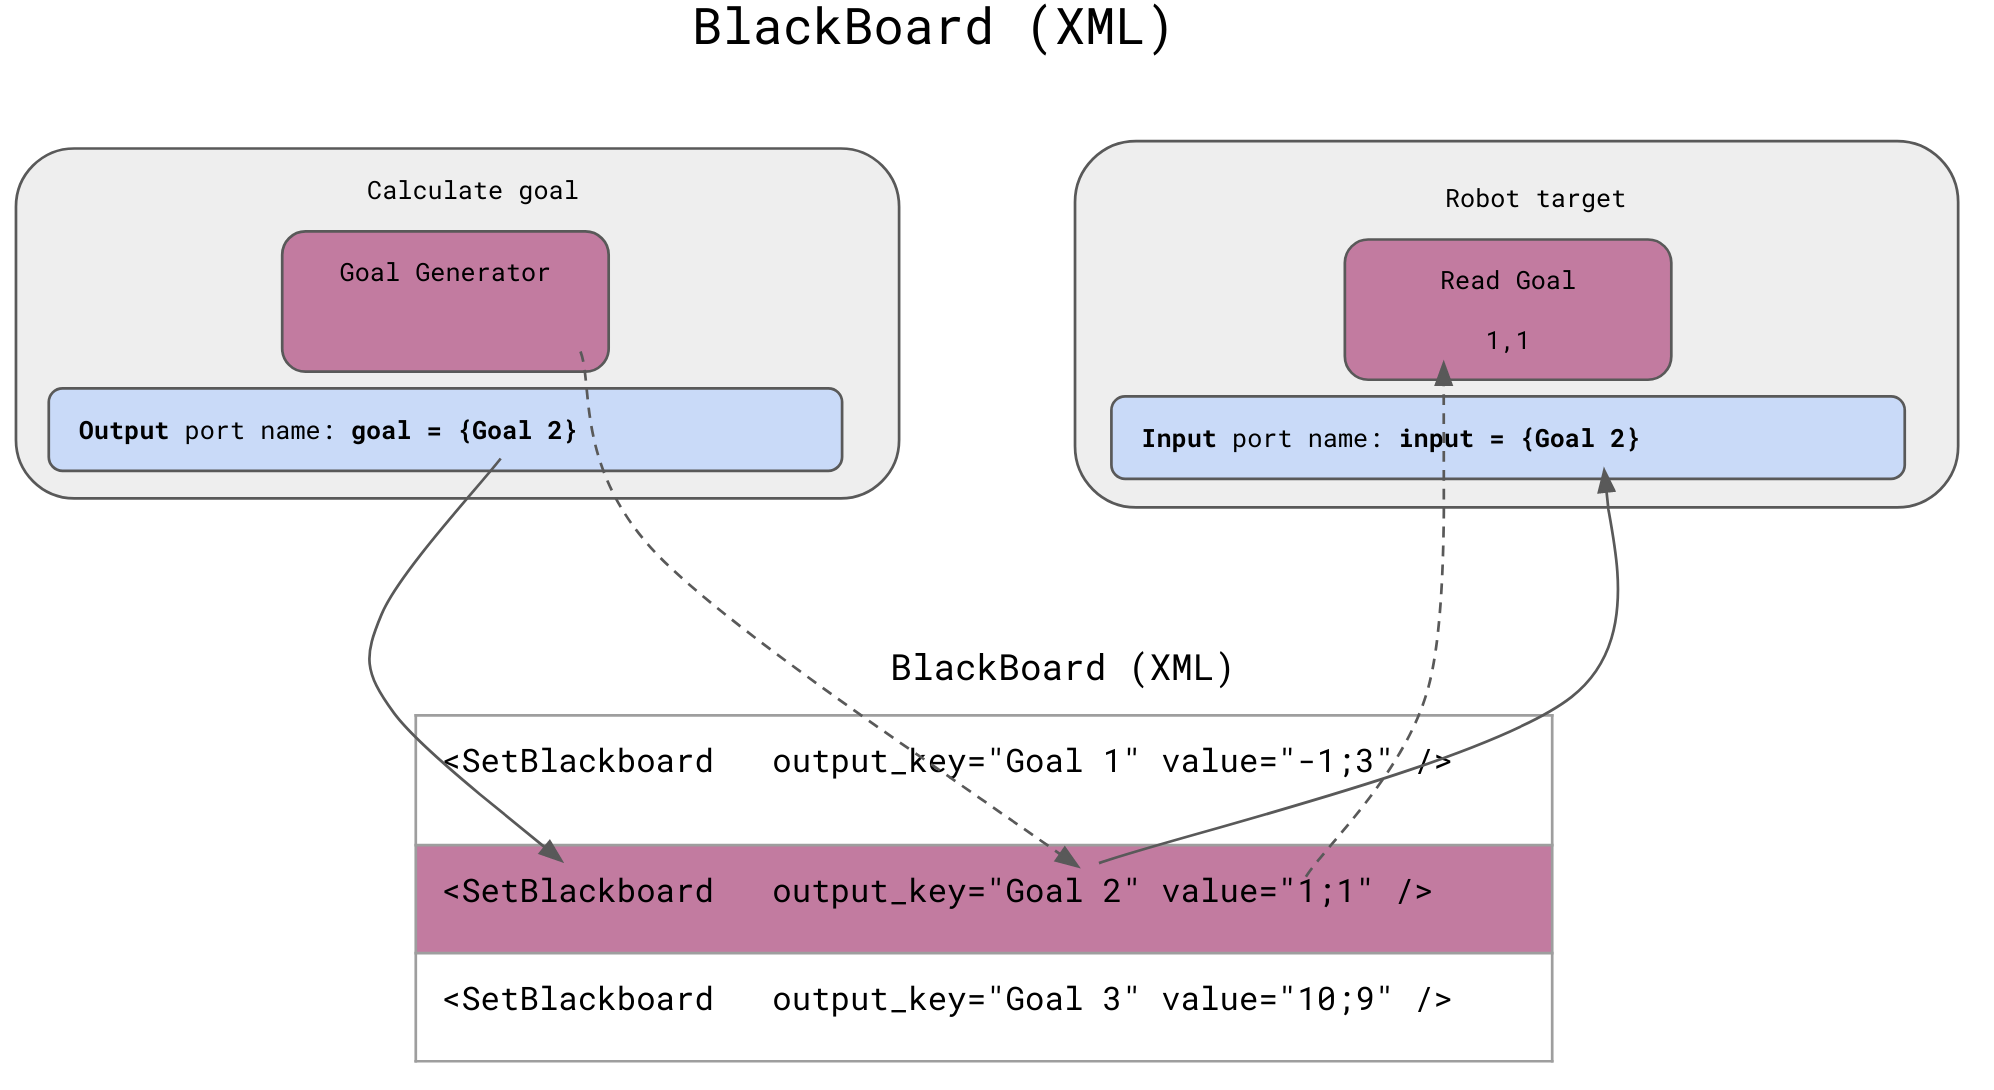 BlackBoard (XML)
Calculate goal
Goal Generator
Output port name: goal = {Goal 2}
Robot target
Read Goal
1,1
Input port name: input = {Goal 2}
BlackBoard (XML)
<SetBlackboard   output_key="Goal 1" value="-1;3" />
<SetBlackboard   output_key="Goal 2" value="1;1" />
<SetBlackboard   output_key="Goal 3" value="10;9" />